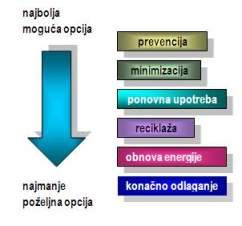 najbolja
moguća opcija
prevencija
minimizacija
ponovna upotreba
reciklaža
obnova energije
konačno odlaganje
najmanje
poželjna opcija